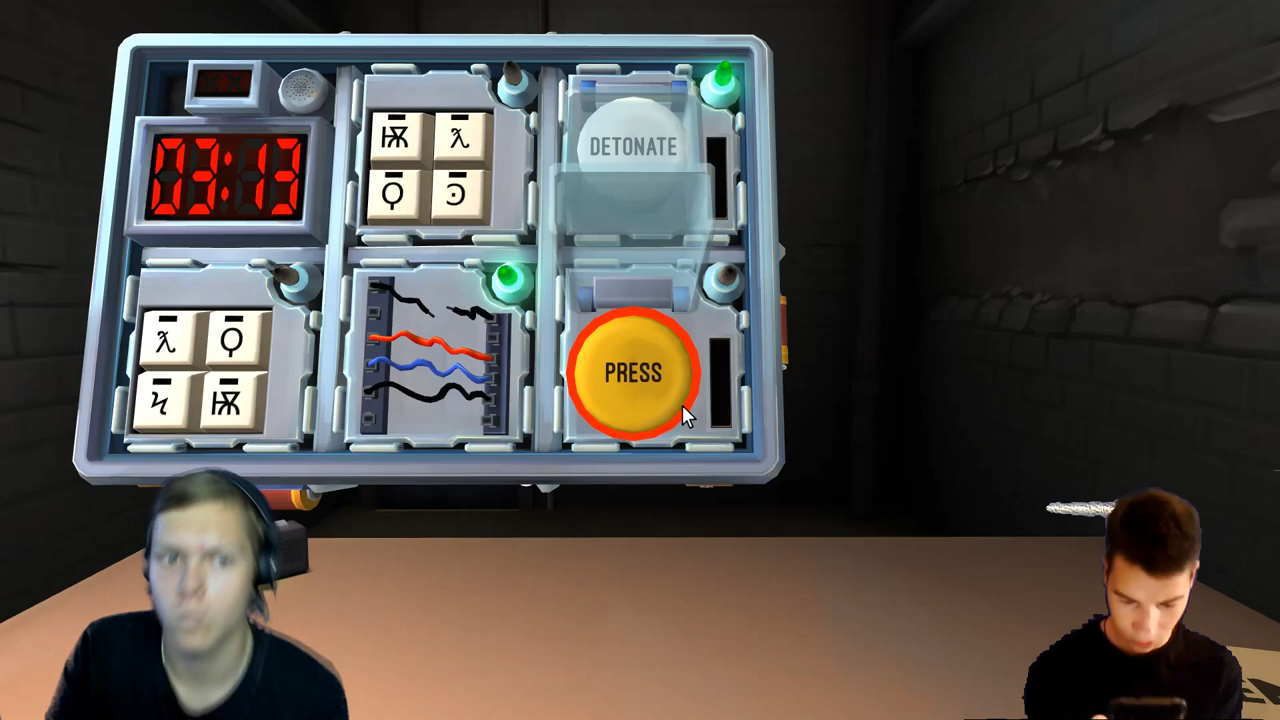 03:13
Ѭ ƛ
Ϙ Ͽ
DETONATE
ƛ Ϙ
Ϟ Ѭ
PRESS